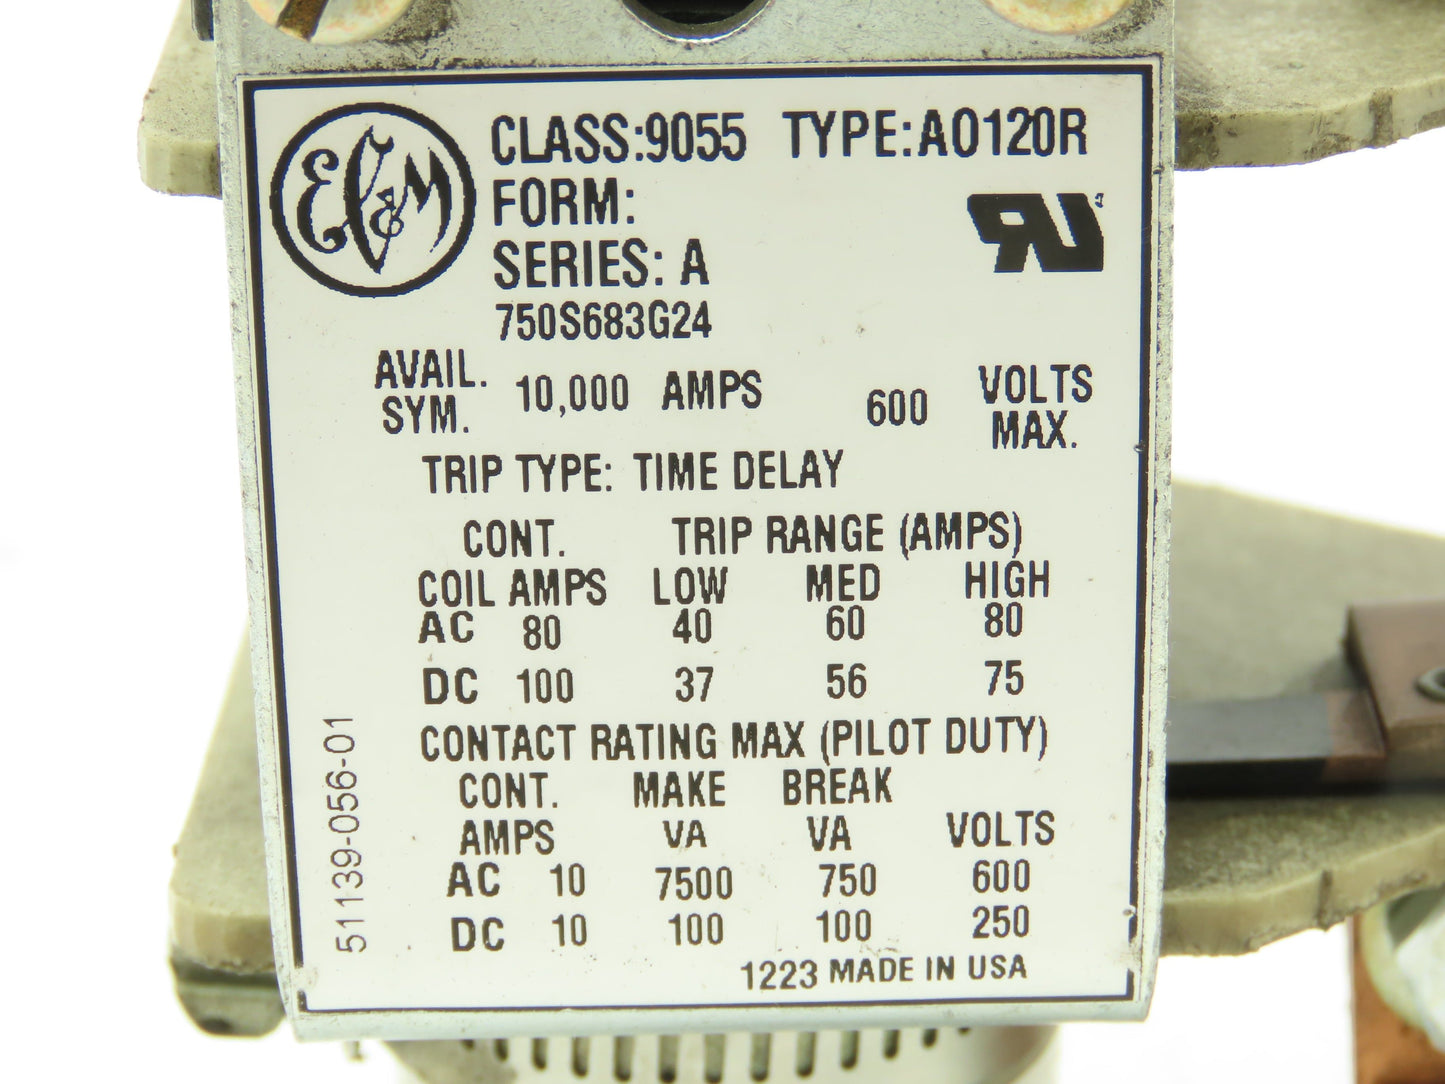 EC&M CLASS:9055 TYPE:AO120R
FORM:
SERIES: A
750S683G24
AVAIL. SYM. 10,000 AMPS 600 VOLTS MAX.
TRIP TYPE: TIME DELAY
CONT. TRIP RANGE (AMPS)
COIL AMPS LOW MED HIGH
AC 80 40 60 80
DC 100 37 56 75
CONTACT RATING MAX (PILOT DUTY)
CONT. MAKE BREAK
AMPS VA VA VOLTS
AC 10 7500 750 600
DC 10 100 100 250
1223 MADE IN USA
51139-056-01